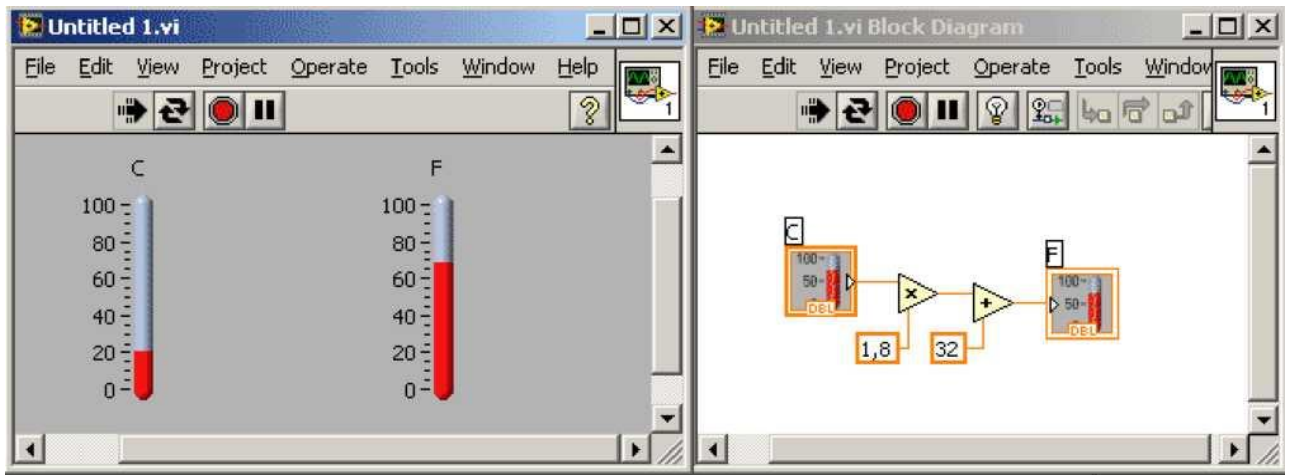 Untitled 1.vi
File Edit View Project Operate Tools Window Help
1
C
100
80
60
40
20
0
F
100
80
60
40
20
0
Untitled 1.vi Block Diagram
File Edit View Project Operate Tools Window
1
C
100
50
DBL
×
1,8
+
32
F
100
50
DBL